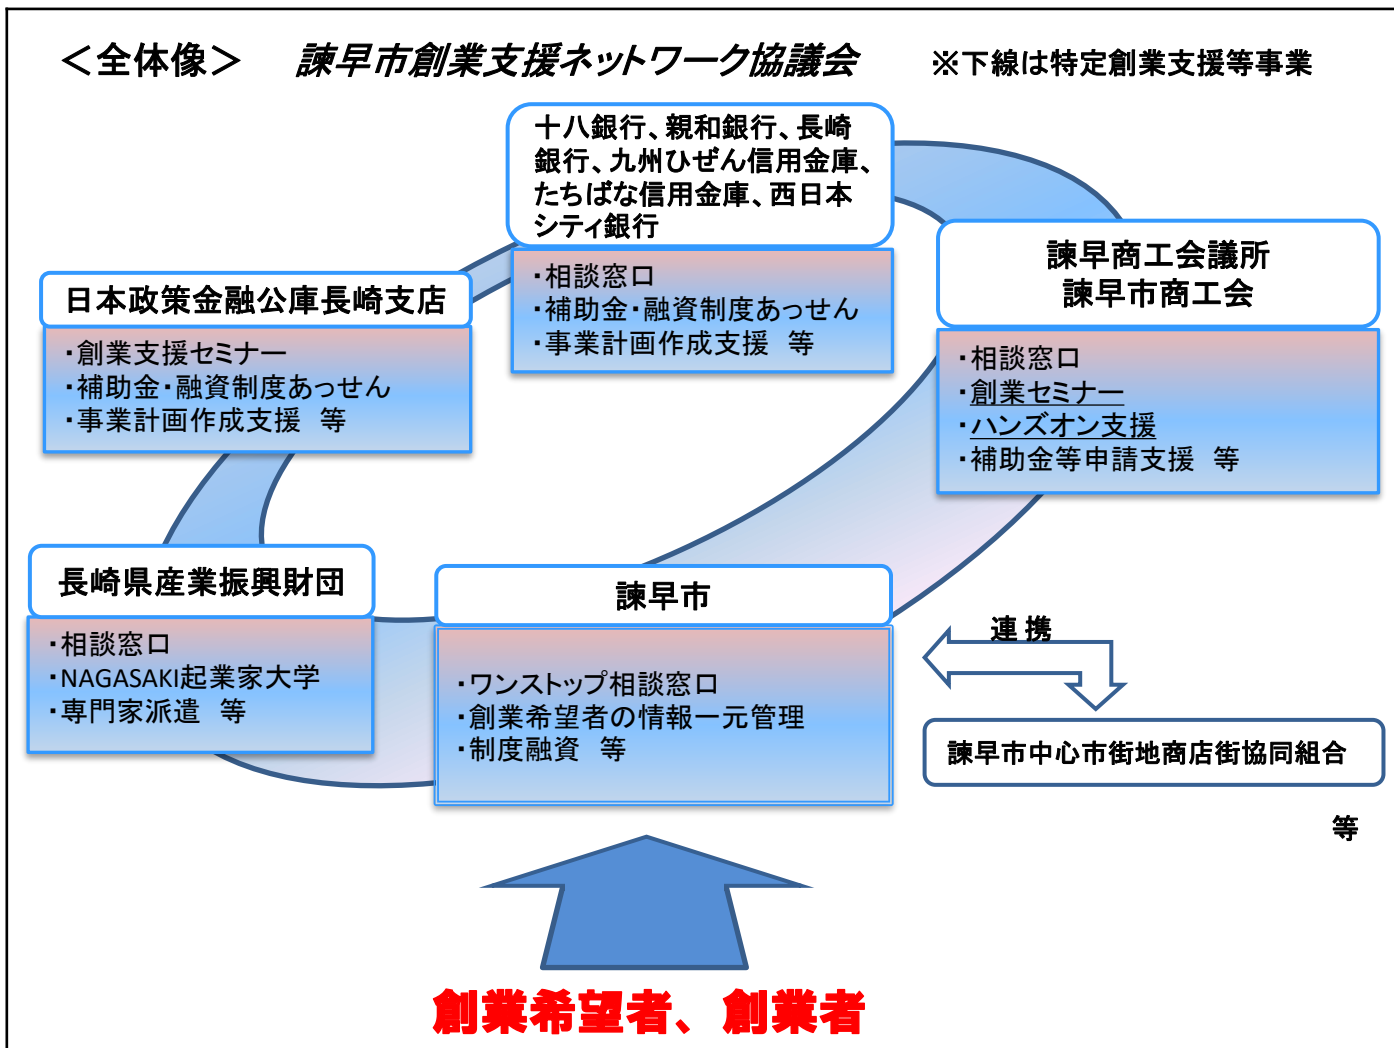 ＜全体像＞　諫早市創業支援ネットワーク協議会　※下線は特定創業支援等事業
十八銀行、親和銀行、長崎
銀行、九州ひぜん信用金庫、
たちばな信用金庫、西日本
シティ銀行
・相談窓口
・補助金・融資制度あっせん
・事業計画作成支援　等
諫早商工会議所
諫早市商工会
・相談窓口
・創業セミナー
・ハンズオン支援
・補助金等申請支援　等
日本政策金融公庫長崎支店
・創業支援セミナー
・補助金・融資制度あっせん
・事業計画作成支援　等
長崎県産業振興財団
・相談窓口
・NAGASAKI起業家大学
・専門家派遣　等
諫早市
・ワンストップ相談窓口
・創業希望者の情報一元管理
・制度融資　等
連 携
諫早市中心市街地商店街協同組合
等
創業希望者、創業者